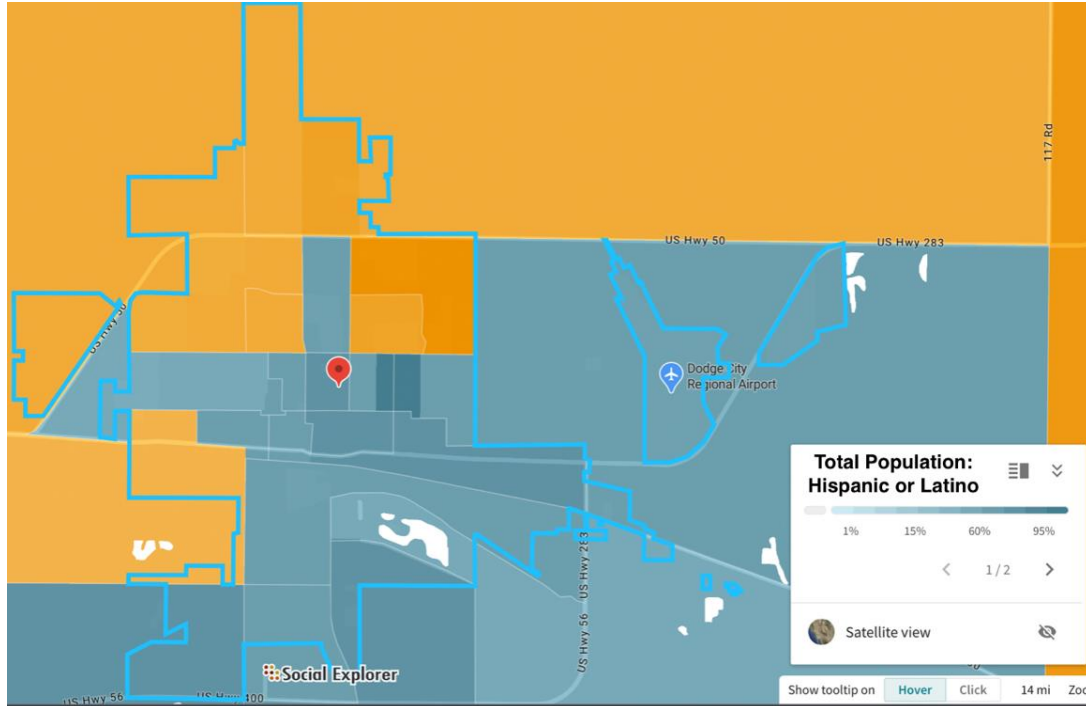 117 Rd
US Hwy 50
US Hwy 283
US Hwy 50
Dodge City
Regional Airport
Total Population:
Hispanic or Latino
1% 15% 60% 95%
1 / 2
Satellite view
US Hwy 56 US Hwy 283
Social Explorer
US Hwy 56 US Hwy 400
Show tooltip on Hover Click 14 mi Zoo